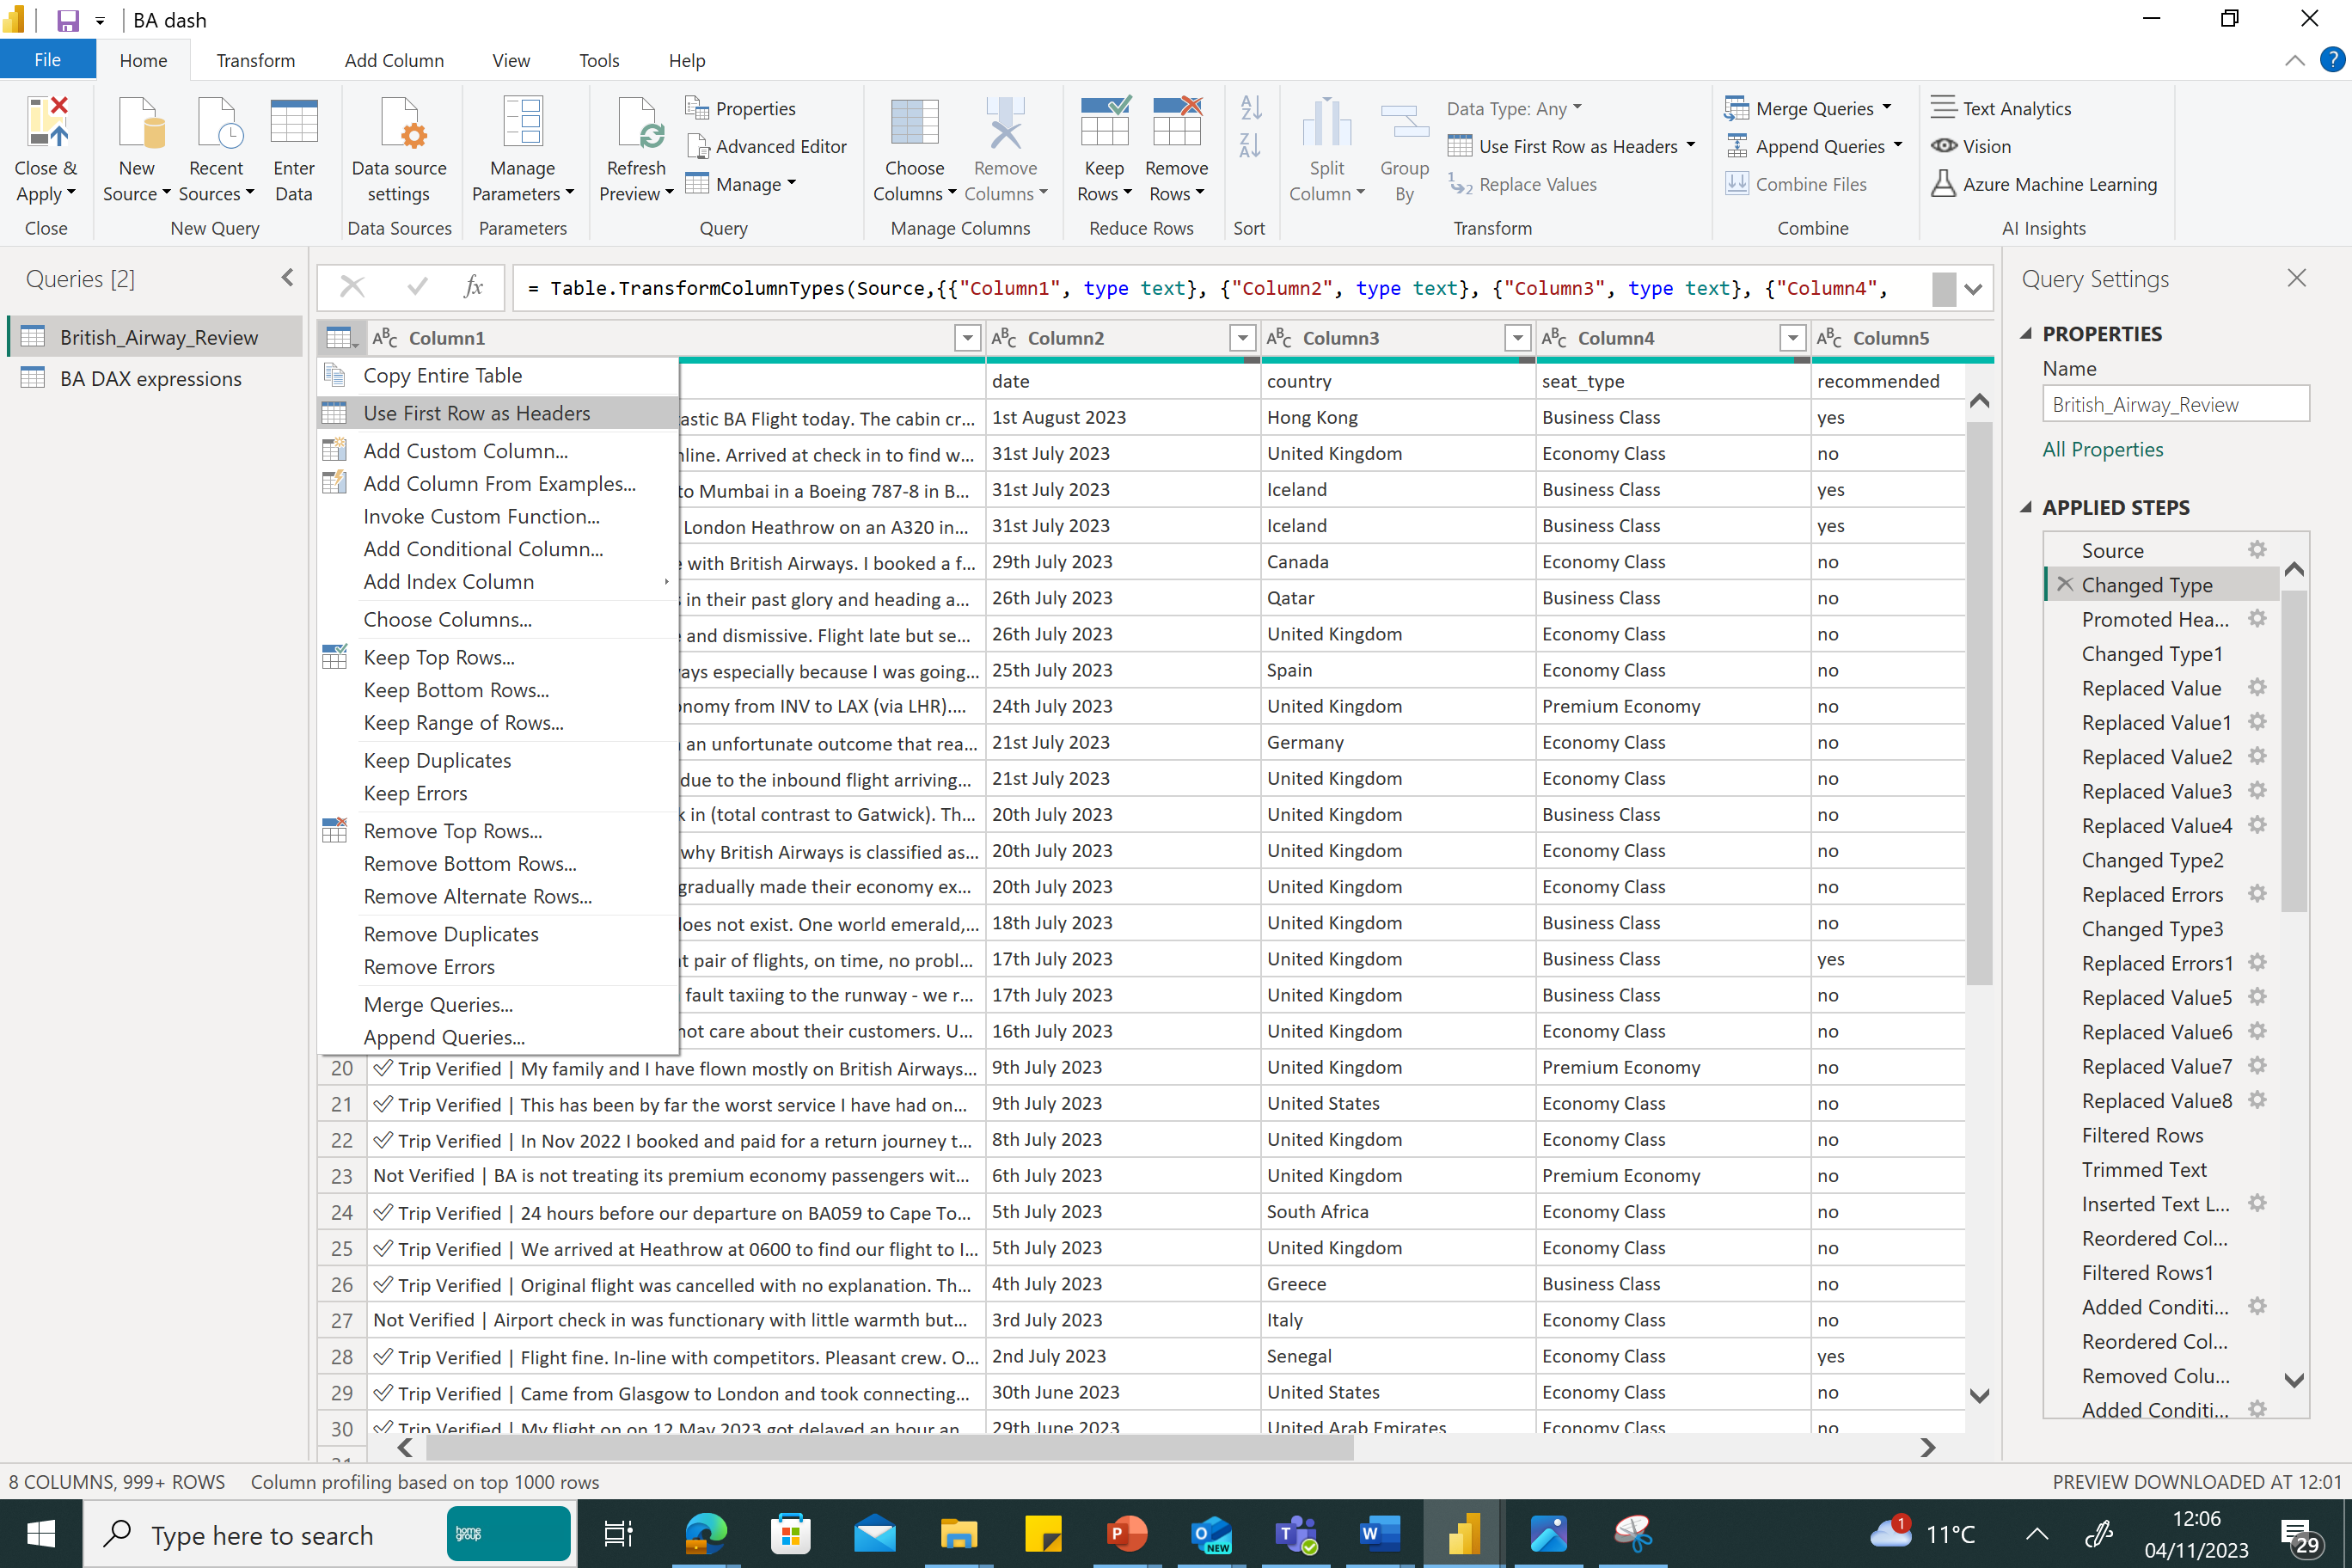 BA dash
File Home Transform Add Column View Tools Help
Close & Apply
Close
New Source
Recent Sources
Enter Data
New Query
Data source settings
Data Sources
Manage Parameters
Parameters
Refresh Preview
Properties
Advanced Editor
Manage
Query
Choose Columns
Remove Columns
Manage Columns
Keep Rows
Remove Rows
Reduce Rows
Sort
Split Column
Group By
Data Type: Any
Use First Row as Headers
Replace Values
Transform
Merge Queries
Append Queries
Combine Files
Combine
Text Analytics
Vision
Azure Machine Learning
AI Insights
Queries [2]
British_Airway_Review
BA DAX expressions
fx
= Table.TransformColumnTypes(Source,{{"Column1", type text}, {"Column2", type text}, {"Column3", type text}, {"Column4",
Column1 Column2 Column3 Column4 Column5
Copy Entire Table
Use First Row as Headers
Add Custom Column...
Add Column From Examples...
Invoke Custom Function...
Add Conditional Column...
Add Index Column
Choose Columns...
Keep Top Rows...
Keep Bottom Rows...
Keep Range of Rows...
Keep Duplicates
Keep Errors
Remove Top Rows...
Remove Bottom Rows...
Remove Alternate Rows...
Remove Duplicates
Remove Errors
Merge Queries...
Append Queries...
date country seat_type recommended
astic BA Flight today. The cabin cr... 1st August 2023 Hong Kong Business Class yes
nline. Arrived at check in to find w... 31st July 2023 United Kingdom Economy Class no
to Mumbai in a Boeing 787-8 in B... 31st July 2023 Iceland Business Class yes
London Heathrow on an A320 in... 31st July 2023 Iceland Business Class yes
e with British Airways. I booked a f... 29th July 2023 Canada Economy Class no
s in their past glory and heading a... 26th July 2023 Qatar Business Class no
e and dismissive. Flight late but se... 26th July 2023 United Kingdom Economy Class no
ays especially because I was going... 25th July 2023 Spain Economy Class no
onomy from INV to LAX (via LHR).... 24th July 2023 United Kingdom Premium Economy no
an unfortunate outcome that rea... 21st July 2023 Germany Economy Class no
due to the inbound flight arriving... 21st July 2023 United Kingdom Economy Class no
k in (total contrast to Gatwick). Th... 20th July 2023 United Kingdom Business Class no
why British Airways is classified as... 20th July 2023 United Kingdom Economy Class no
gradually made their economy ex... 20th July 2023 United Kingdom Economy Class no
does not exist. One world emerald,... 18th July 2023 United Kingdom Business Class no
t pair of flights, on time, no probl... 17th July 2023 United Kingdom Business Class yes
fault taxiing to the runway - we r... 17th July 2023 United Kingdom Business Class no
not care about their customers. U... 16th July 2023 United Kingdom Economy Class no
20 ✅ Trip Verified | My family and I have flown mostly on British Airways... 9th July 2023 United Kingdom Premium Economy no
21 ✅ Trip Verified | This has been by far the worst service I have had on... 9th July 2023 United States Economy Class no
22 ✅ Trip Verified | In Nov 2022 I booked and paid for a return journey t... 8th July 2023 United Kingdom Economy Class no
23 Not Verified | BA is not treating its premium economy passengers wit... 6th July 2023 United Kingdom Premium Economy no
24 ✅ Trip Verified | 24 hours before our departure on BA059 to Cape To... 5th July 2023 South Africa Economy Class no
25 ✅ Trip Verified | We arrived at Heathrow at 0600 to find our flight to I... 5th July 2023 United Kingdom Economy Class no
26 ✅ Trip Verified | Original flight was cancelled with no explanation. Th... 4th July 2023 Greece Business Class no
27 Not Verified | Airport check in was functionary with little warmth but... 3rd July 2023 Italy Economy Class no
28 ✅ Trip Verified | Flight fine. In-line with competitors. Pleasant crew. O... 2nd July 2023 Senegal Economy Class yes
29 ✅ Trip Verified | Came from Glasgow to London and took connecting... 30th June 2023 United States Economy Class no
30 ✅ Trip Verified | My flight on on 12 May 2023 got delayed an hour an... 29th June 2023 United Arab Emirates Economy Class no
31
Query Settings
PROPERTIES
Name
British_Airway_Review
All Properties
APPLIED STEPS
Source
Changed Type
Promoted Hea...
Changed Type1
Replaced Value
Replaced Value1
Replaced Value2
Replaced Value3
Replaced Value4
Changed Type2
Replaced Errors
Changed Type3
Replaced Errors1
Replaced Value5
Replaced Value6
Replaced Value7
Replaced Value8
Filtered Rows
Trimmed Text
Inserted Text L...
Reordered Col...
Filtered Rows1
Added Conditi...
Reordered Col...
Removed Colu...
Added Conditi...
8 COLUMNS, 999+ ROWS Column profiling based on top 1000 rows PREVIEW DOWNLOADED AT 12:01
Type here to search
home group
NEW
1
11°C
12:06
04/11/2023
29